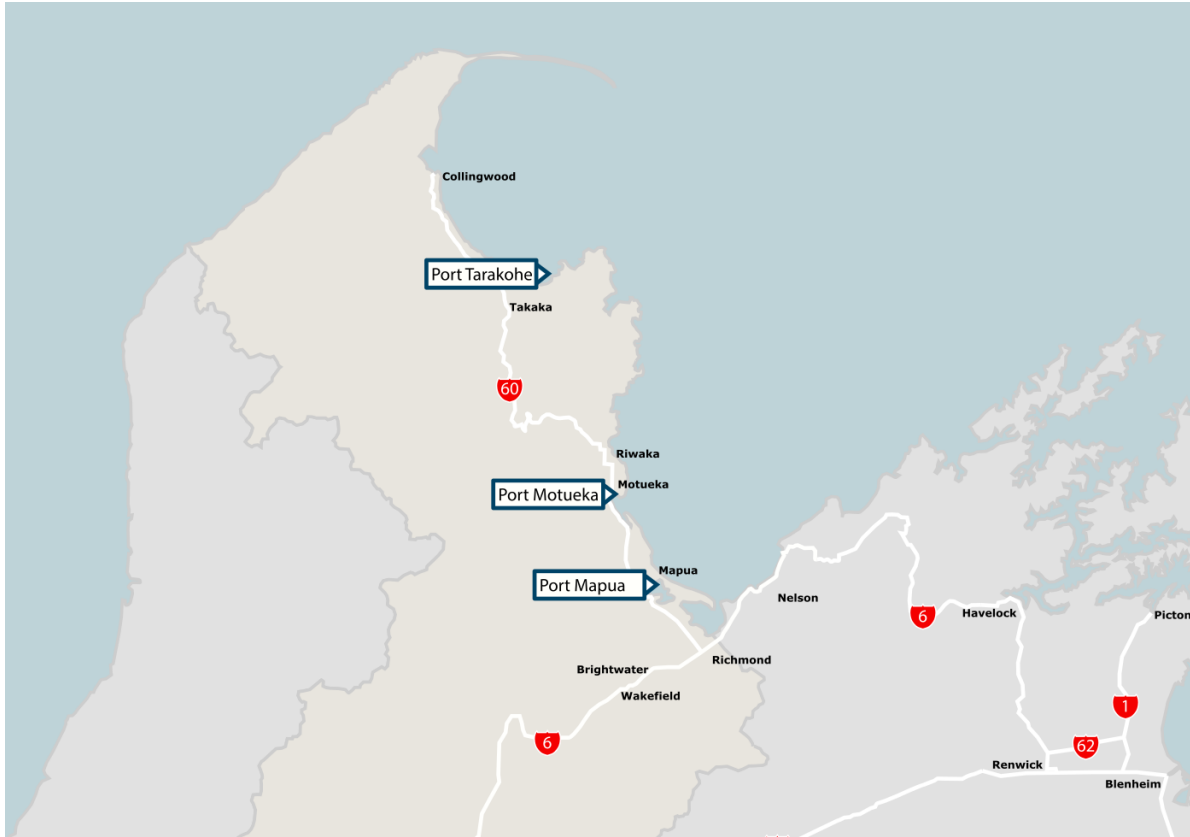 Collingwood
Port Tarakohe
Takaka
60
Riwaka
Motueka
Port Motueka
Mapua
Port Mapua
Nelson
6
Havelock
Picton
Richmond
Brightwater
Wakefield
6
1
62
Renwick
Blenheim